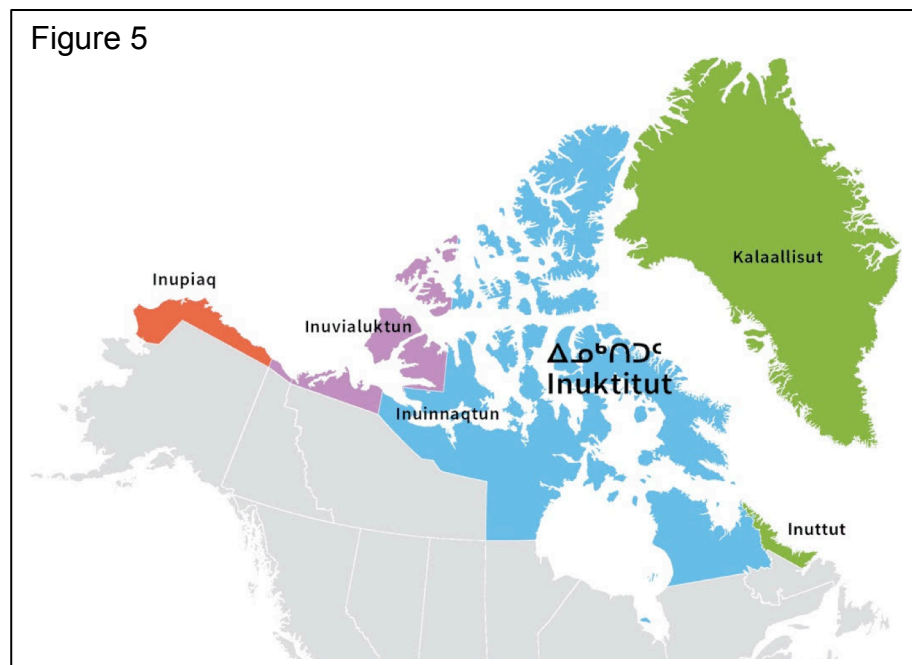 Figure 5
Kalaallisut
Inupiaq
Inuvialuktun
ᐃᓄᒃᑎᑐᑦ
Inuktitut
Inuinnaqtun
Inuttut